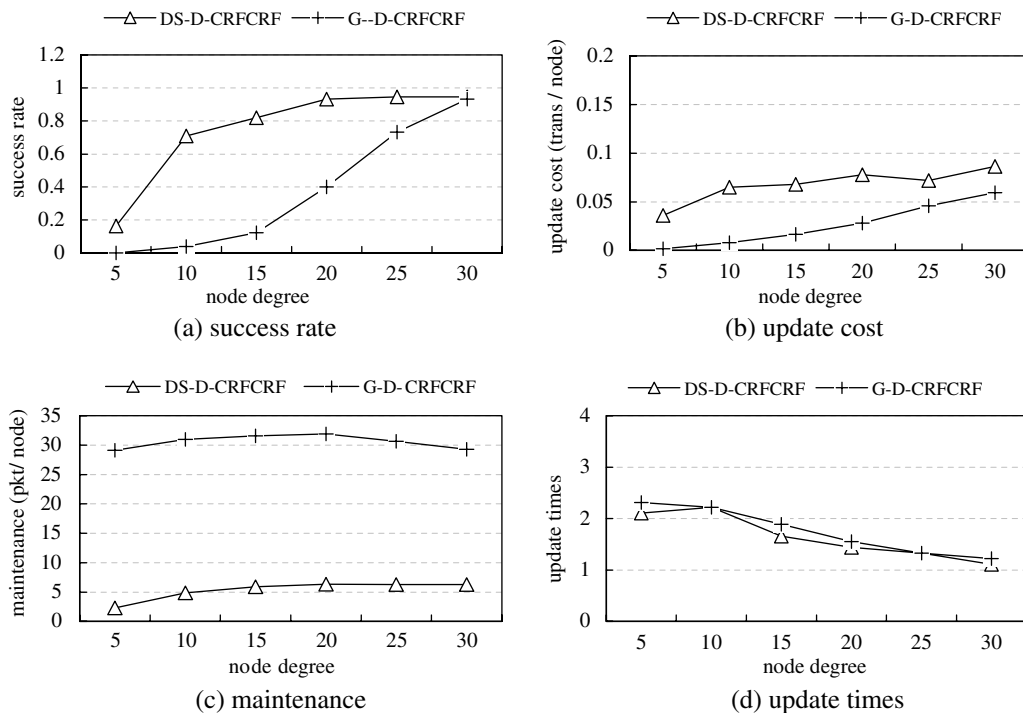 DS-D-CRFCRF G--D-CRFCRF
1.2
1
0.8
0.6
0.4
0.2
0
success rate
5 10 15 20 25 30
node degree
(a) success rate
DS-D-CRFCRF G-D-CRFCRF
0.2
0.15
0.1
0.05
0
update cost (trans / node)
5 10 15 20 25 30
node degree
(b) update cost
DS-D-CRFCRF G-D- CRFCRF
35
30
25
20
15
10
5
0
maintenance (pkt/ node)
5 10 15 20 25 30
node degree
(c) maintenance
DS-D-CRFCRF G-D-CRFCRF
4
3
2
1
0
update times
5 10 15 20 25 30
node degree
(d) update times